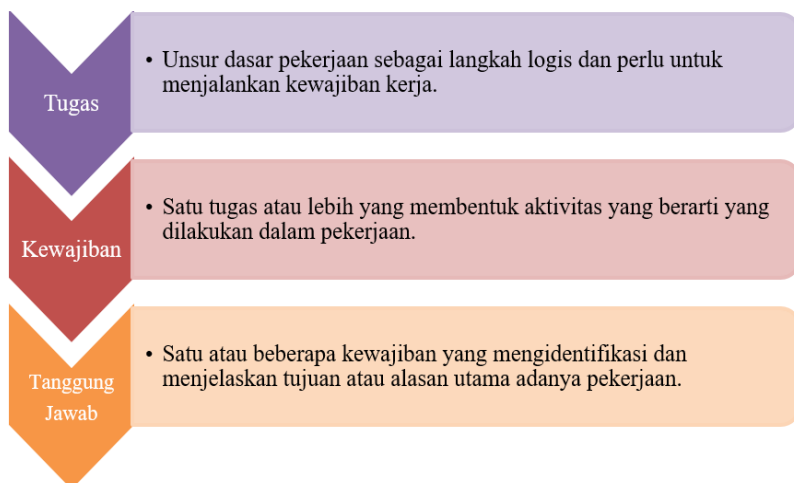 Tugas
• Unsur dasar pekerjaan sebagai langkah logis dan perlu untuk
menjalankan kewajiban kerja.
Kewajiban
• Satu tugas atau lebih yang membentuk aktivitas yang berarti yang
dilakukan dalam pekerjaan.
Tanggung
Jawab
• Satu atau beberapa kewajiban yang mengidentifikasi dan
menjelaskan tujuan atau alasan utama adanya pekerjaan.